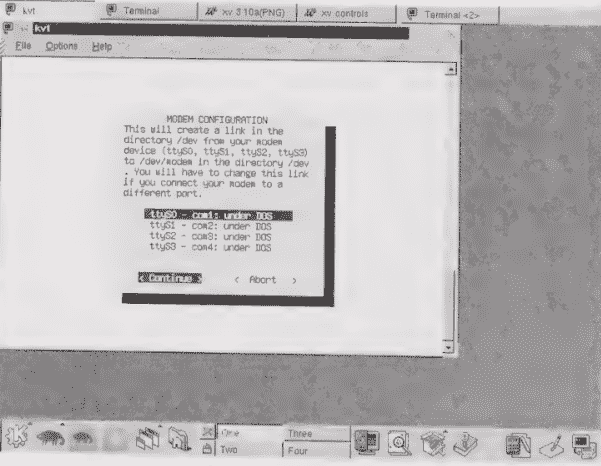 kvt
Terminal
xv 3.10a(PNG)
xv controls
Terminal <2>
kvt
File Options Help
MODEM CONFIGURATION
This will create a link in the
directory /dev from your modem
device (ttyS0, ttyS1, ttyS2, ttyS3)
to /dev/modem in the directory /dev
. You will have to change this link
if you connect your modem to a
different port.
ttyS0 - com1: under DOS
ttyS1 - com2: under DOS
ttyS2 - com3: under DOS
ttyS3 - com4: under DOS
< Continue > < Abort >
One Three
Two Four